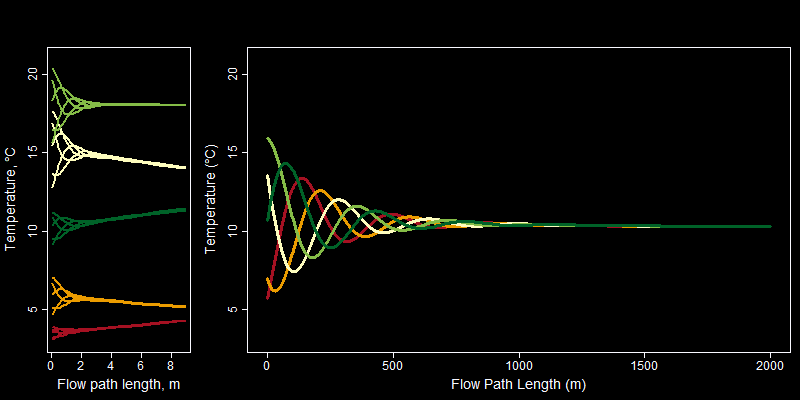 Temperature, °C
20
15
10
5
0 2 4 6 8
Flow path length, m
Temperature (°C)
20
15
10
5
0 500 1000 1500 2000
Flow Path Length (m)